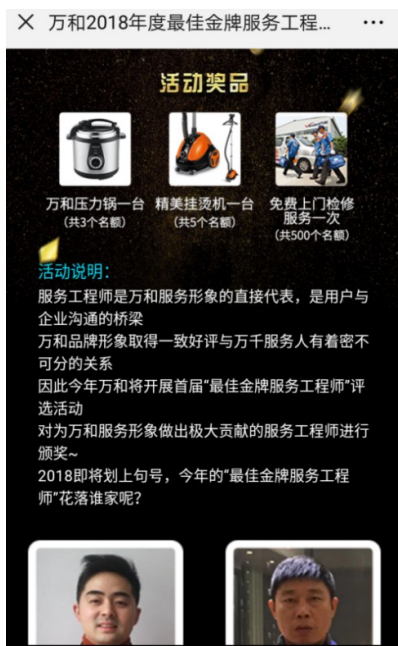 万和2018年度最佳金牌服务工程...
活动奖品
万和压力锅一台 精美挂烫机一台 免费上门检修
服务一次
(共3个名额) (共5个名额)
(共500个名额)
活动说明：
服务工程师是万和服务形象的直接代表，是用户与
企业沟通的桥梁
万和品牌形象取得一致好评与万千服务人有着密不
可分的关系
因此今年万和将开展首届“最佳金牌服务工程师”评
选活动
对为万和服务形象做出极大贡献的服务工程师进行
颁奖~
2018即将划上句号，今年的“最佳金牌服务工程
师”花落谁家呢?